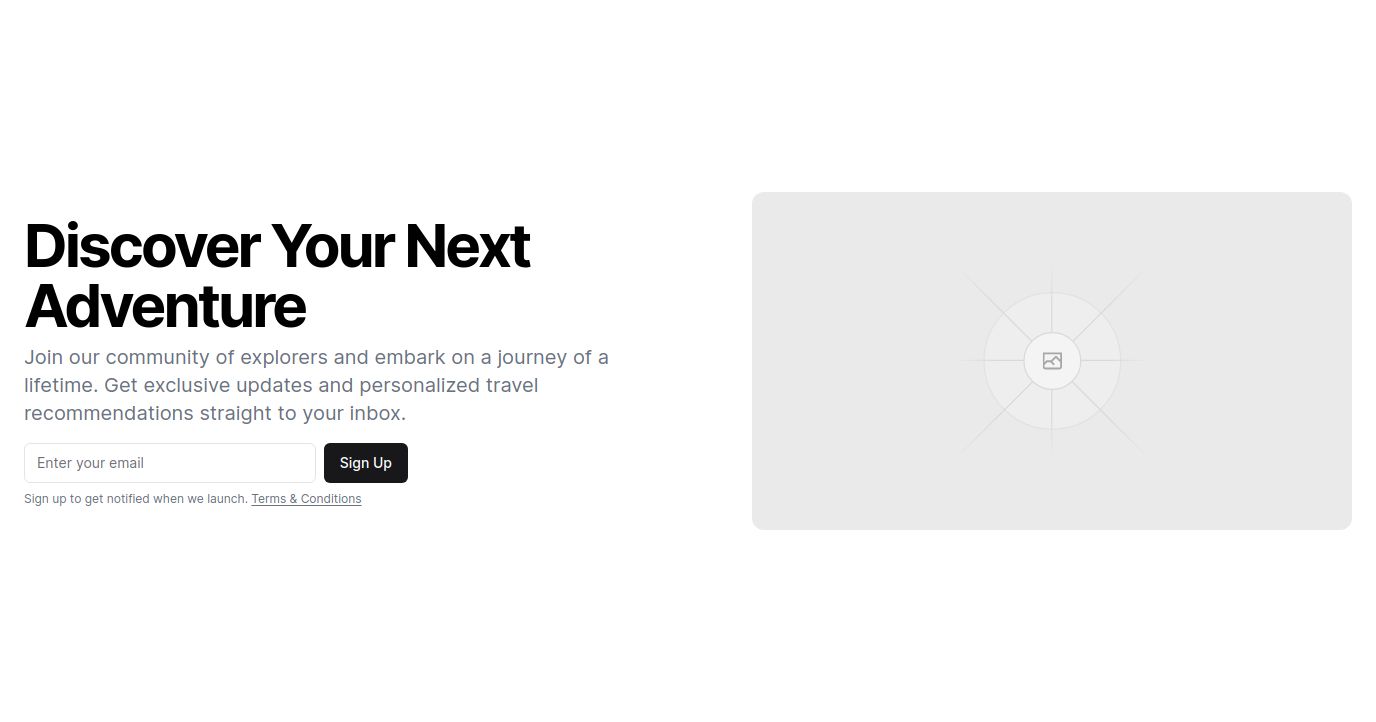 Discover Your Next
Adventure
Join our community of explorers and embark on a journey of a
lifetime. Get exclusive updates and personalized travel
recommendations straight to your inbox.
Enter your email
Sign Up
Sign up to get notified when we launch. Terms & Conditions